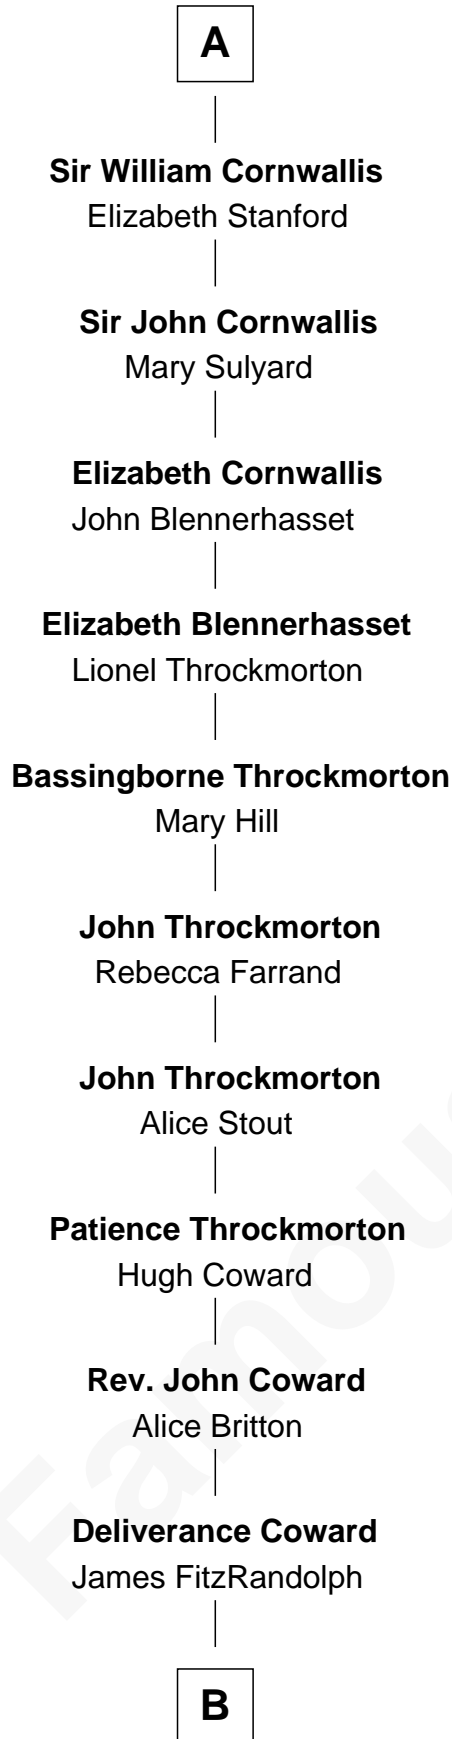 A
Sir William Cornwallis
Elizabeth Stanford
Sir John Cornwallis
Mary Sulyard
Elizabeth Cornwallis
John Blennerhasset
Elizabeth Blennerhasset
Lionel Throckmorton
Bassingborne Throckmorton
Mary Hill
John Throckmorton
Rebecca Farrand
John Throckmorton
Alice Stout
Patience Throckmorton
Hugh Coward
Rev. John Coward
Alice Britton
Deliverance Coward
James FitzRandolph
B
Famou